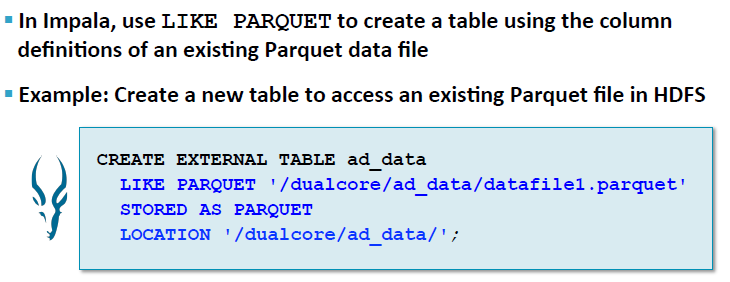 In Impala, use LIKE PARQUET to create a table using the column
definitions of an existing Parquet data file
Example: Create a new table to access an existing Parquet file in HDFS
CREATE EXTERNAL TABLE ad_data
LIKE PARQUET '/dualcore/ad_data/datafile1.parquet'
STORED AS PARQUET
LOCATION '/dualcore/ad_data/';